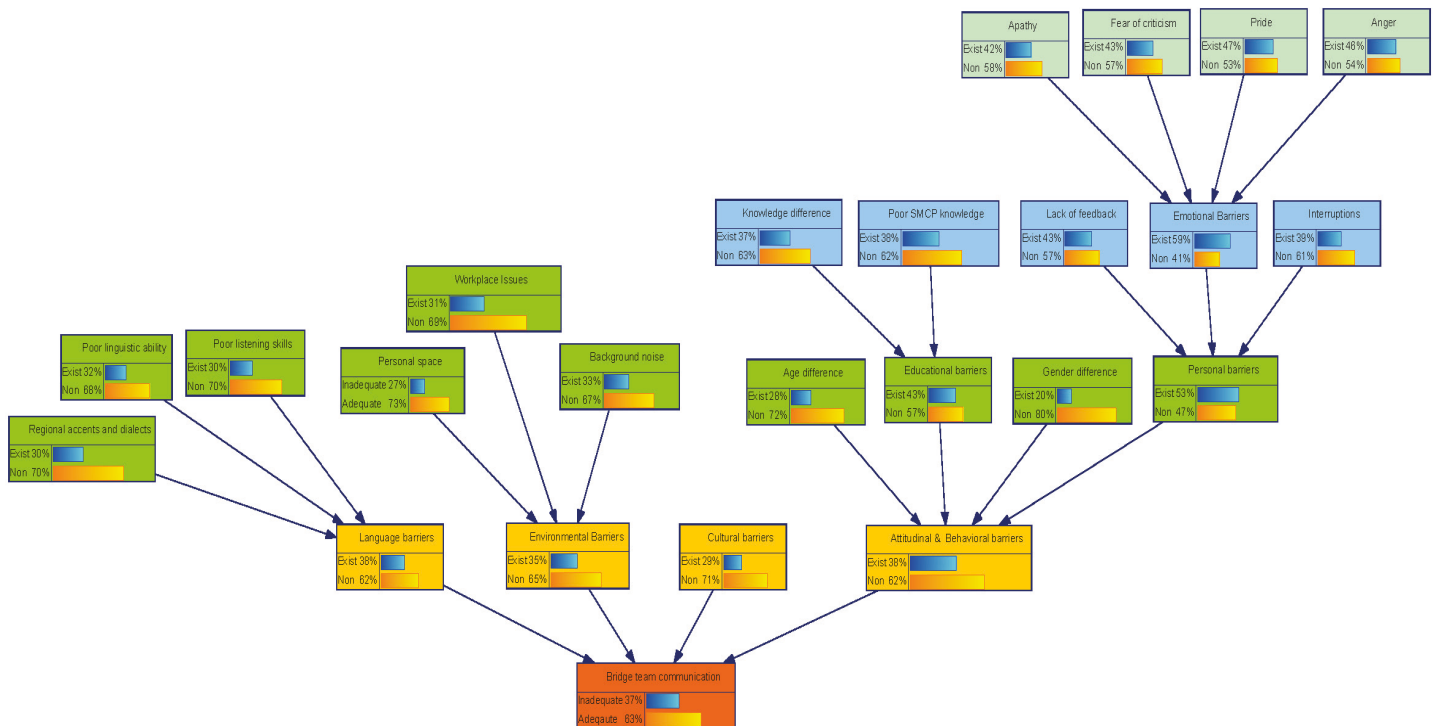 Apathy
Exist 42%
Non 58%
Fear of criticism
Exist 43%
Non 57%
Pride
Exist 47%
Non 53%
Anger
Exist 46%
Non 54%
Knowledge difference
Exist 37%
Non 63%
Poor SMCP knowledge
Exist 38%
Non 62%
Lack of feedback
Exist 43%
Non 57%
Emotional Barriers
Exist 59%
Non 41%
Interruptions
Exist 39%
Non 61%
Workplace Issues
Exist 31%
Non 69%
Poor linguistic ability
Exist 32%
Non 68%
Poor listening skills
Exist 30%
Non 70%
Personal space
Inadequate 27%
Adequate 73%
Background noise
Exist 33%
Non 67%
Age difference
Exist 28%
Non 72%
Educational barriers
Exist 43%
Non 57%
Gender difference
Exist 20%
Non 80%
Personal barriers
Exist 53%
Non 47%
Regional accents and dialects
Exist 30%
Non 70%
Language barriers
Exist 38%
Non 62%
Environmental Barriers
Exist 35%
Non 65%
Cultural barriers
Exist 29%
Non 71%
Attitudinal & Behavioral barriers
Exist 38%
Non 62%
Bridge team communication
Inadequate 37%
Adeqaute 63%